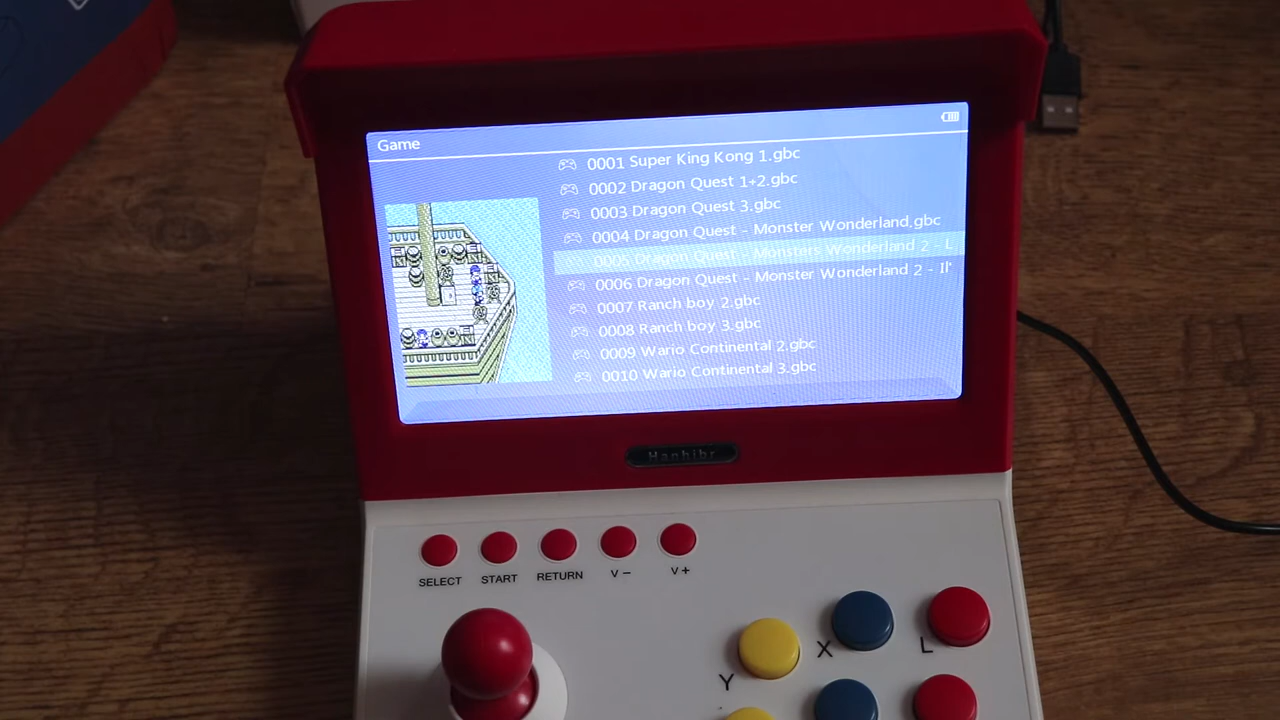 Game
0001 Super King Kong 1.gbc
0002 Dragon Quest 1+2.gbc
0003 Dragon Quest 3.gbc
0004 Dragon Quest - Monster Wonderland.gbc
0005 Dragon Quest - Monsters Wonderland 2 - L
0006 Dragon Quest - Monster Wonderland 2 - Il'
0007 Ranch boy 2.gbc
0008 Ranch boy 3.gbc
0009 Wario Continental 2.gbc
0010 Wario Continental 3.gbc
Hanhibr
SELECT START RETURN V - V +
X L
Y